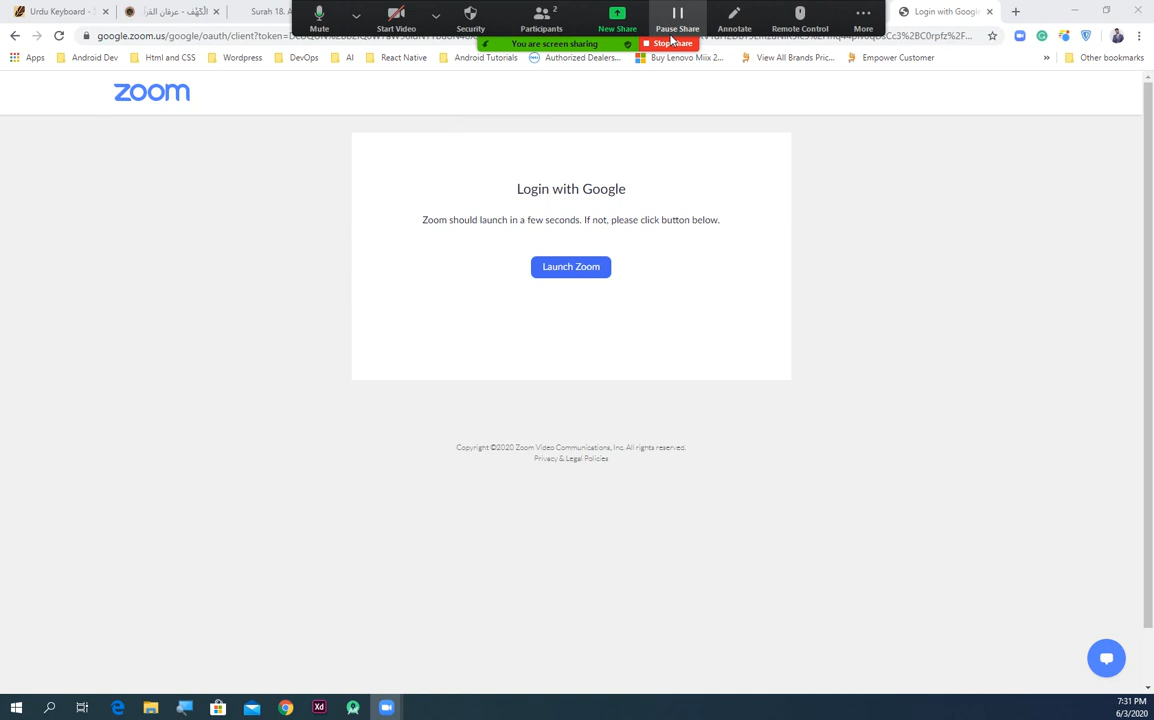 Urdu Keyboard -
الْكَهْف - عرفان القرآ
Surah 18. A
Mute
Start Video
Security
2
Participants
New Share
Pause Share
Annotate
Remote Control
More
Login with Google
You are screen sharing
Stop Share
google.zoom.us/google/oauth/client?token=
Apps
Android Dev
Html and CSS
Wordpress
DevOps
AI
React Native
Android Tutorials
Authorized Dealers...
Buy Lenovo Miix 2...
View All Brands Pric...
Empower Customer
»
Other bookmarks
zoom
Login with Google
Zoom should launch in a few seconds. If not, please click button below.
Launch Zoom
Copyright ©2020 Zoom Video Communications, Inc. All rights reserved.
Privacy & Legal Policies
Xd
7:31 PM
6/3/2020